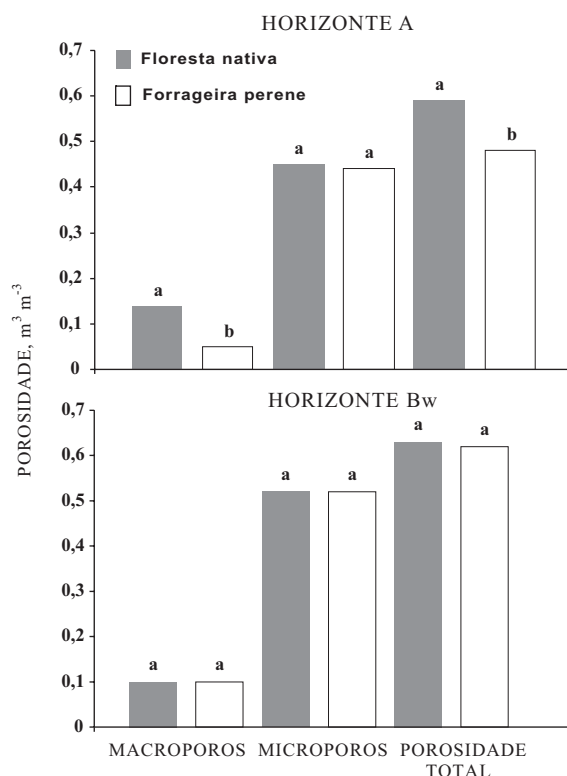 HORIZONTE A
0,7
Floresta nativa
0,6
a
Forrageira perene
b
0,5
a a
0,4
0,3
0,2
a
0,1
b
0
POROSIDADE, m³ m⁻³
HORIZONTE Bw
0,7
a a
0,6
a a
0,5
0,4
0,3
0,2
a a
0,1
0
MACROPOROS MICROPOROS POROSIDADE
TOTAL